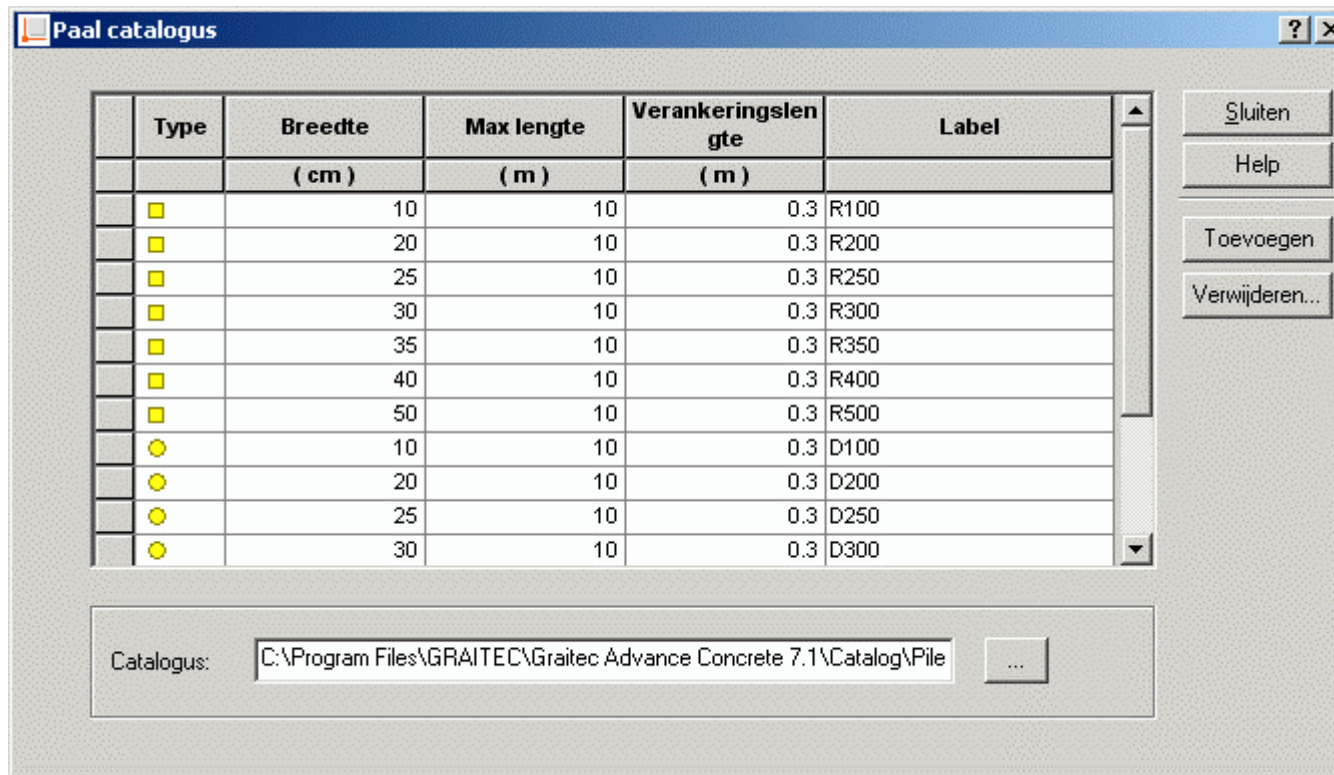 Paal catalogus
Type Breedte Max lengte Verankeringslen
gte Label
( cm ) ( m ) ( m )
10 10 0.3 R100
20 10 0.3 R200
25 10 0.3 R250
30 10 0.3 R300
35 10 0.3 R350
40 10 0.3 R400
50 10 0.3 R500
10 10 0.3 D100
20 10 0.3 D200
25 10 0.3 D250
30 10 0.3 D300
Sluiten
Help
Toevoegen
Verwijderen...
Catalogus: C:\Program Files\GRAITEC\Graitec Advance Concrete 7.1\Catalog\Pile ...